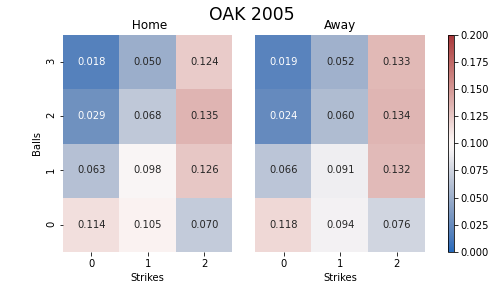 OAK 2005
Home
Away
3 0.018 0.050 0.124 0.019 0.052 0.133
2 0.029 0.068 0.135 0.024 0.060 0.134
1 0.063 0.098 0.126 0.066 0.091 0.132
0 0.114 0.105 0.070 0.118 0.094 0.076
Balls
0 1 2
Strikes
0 1 2
Strikes
0.200
0.175
0.150
0.125
0.100
0.075
0.050
0.025
0.000